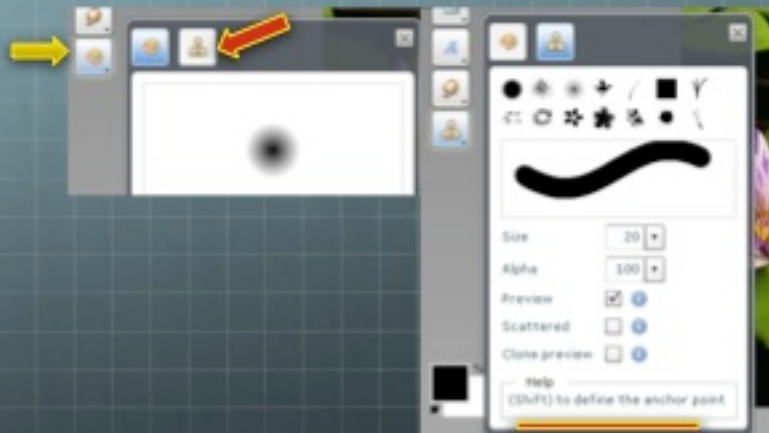 A
Size 20
Alpha 100
Preview
Scattered
Clone preview
Help
(Shift) to define the anchor point